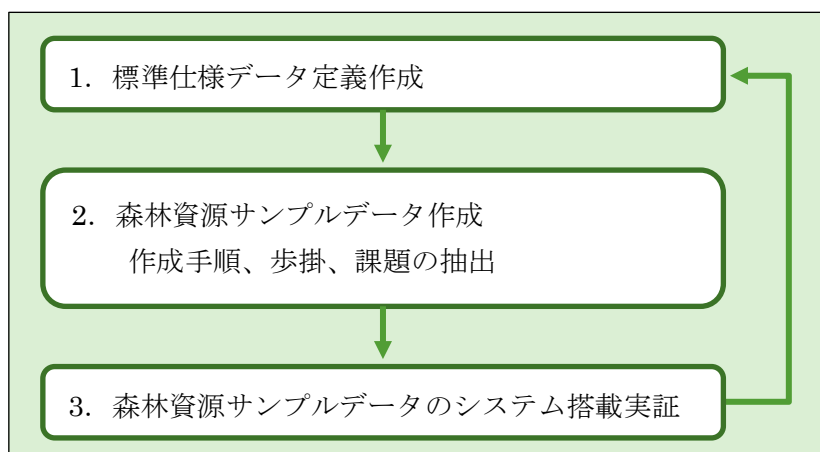 1. 標準仕様データ定義作成
2. 森林資源サンプルデータ作成
作成手順、歩掛、課題の抽出
3. 森林資源サンプルデータのシステム搭載実証